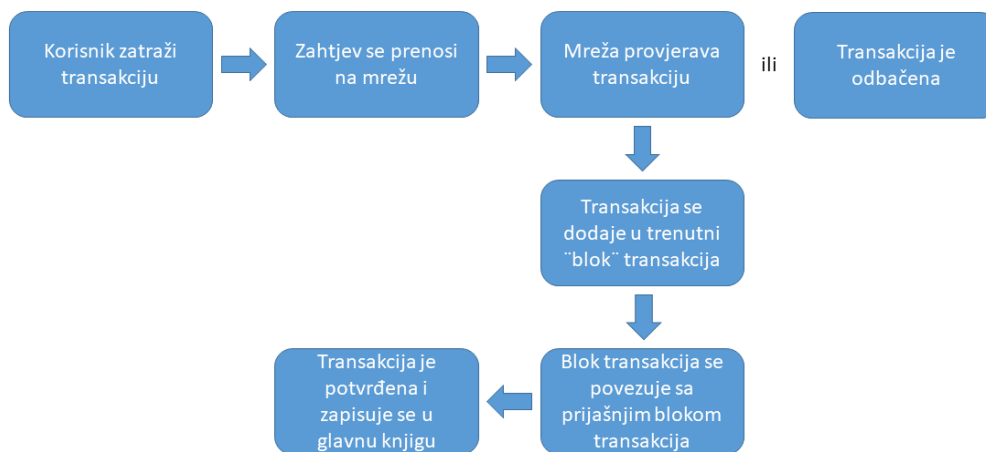 Korisnik zatraži
transakciju
Zahtjev se prenosi
na mrežu
Mreža provjerava
transakciju
ili
Transakcija je
odbačena
Transakcija se
dodaje u trenutni
¨blok¨ transakcija
Blok transakcija se
povezuje sa
prijašnjim blokom
transakcija
Transakcija je
potvrđena i
zapisuje se u
glavnu knjigu